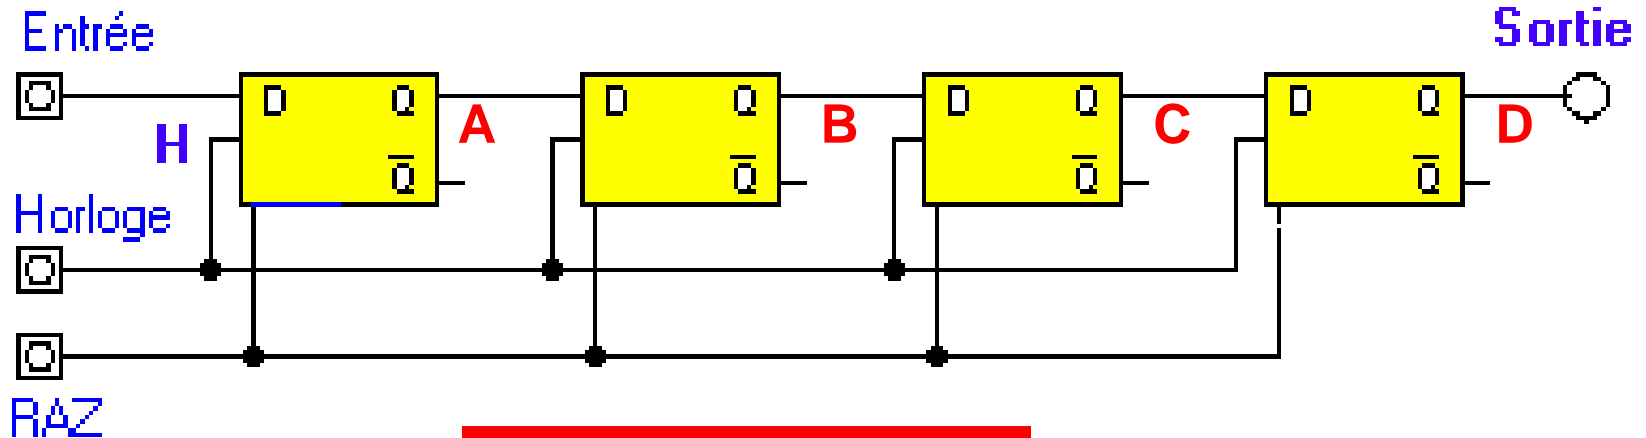 Entrée
Sortie
D Q D Q D Q D Q
H A B C D
Q̅ Q̅ Q̅ Q̅
Horloge
RAZ